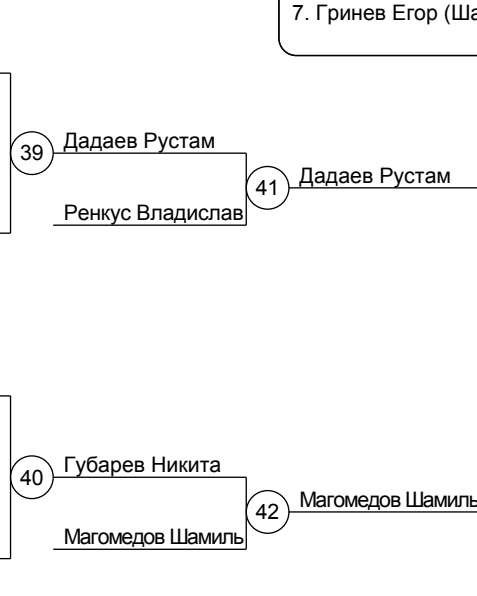 7. Гринев Егор
39
Дадаев Рустам
41
Дадаев Рустам
Ренкус Владислав
40
Губарев Никита
42
Магомедов Шамиль
Магомедов Шамиль